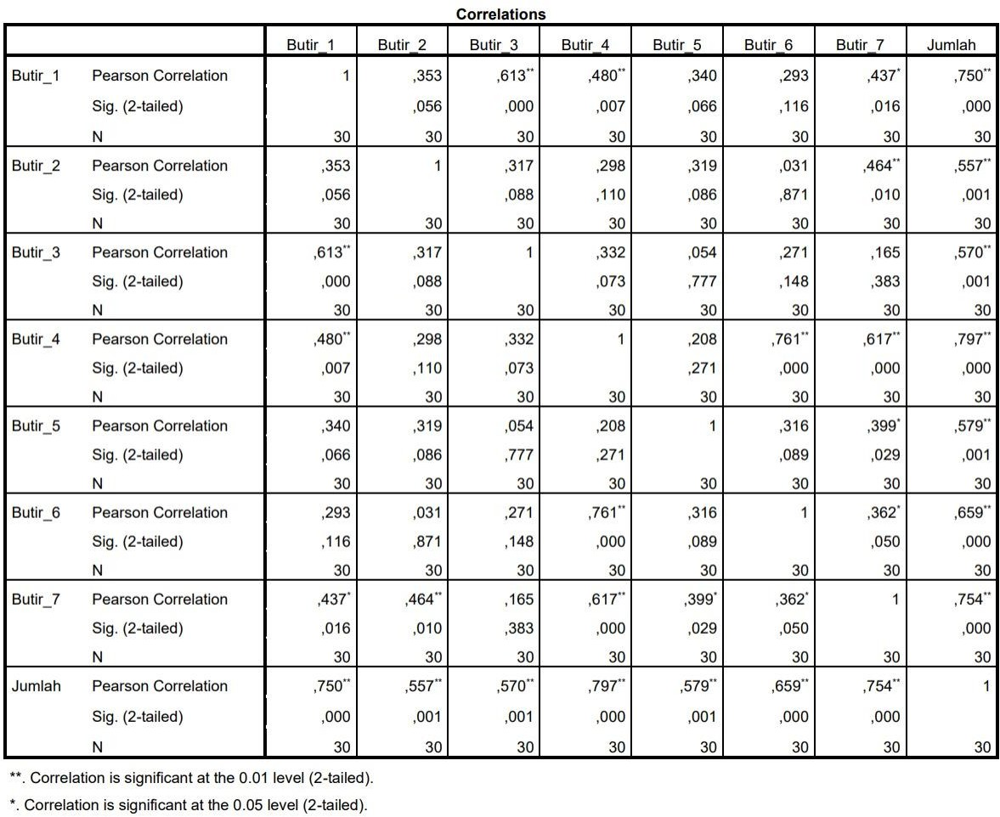 Correlations
Butir_1 Butir_2 Butir_3 Butir_4 Butir_5 Butir_6 Butir_7 Jumlah
Butir_1 Pearson Correlation 1 ,353 ,613** ,480** ,340 ,293 ,437* ,750**
Sig. (2-tailed) ,056 ,000 ,007 ,066 ,116 ,016 ,000
N 30 30 30 30 30 30 30 30
Butir_2 Pearson Correlation ,353 1 ,317 ,298 ,319 ,031 ,464** ,557**
Sig. (2-tailed) ,056 ,088 ,110 ,086 ,871 ,010 ,001
N 30 30 30 30 30 30 30 30
Butir_3 Pearson Correlation ,613** ,317 1 ,332 ,054 ,271 ,165 ,570**
Sig. (2-tailed) ,000 ,088 ,073 ,777 ,148 ,383 ,001
N 30 30 30 30 30 30 30 30
Butir_4 Pearson Correlation ,480** ,298 ,332 1 ,208 ,761** ,617** ,797**
Sig. (2-tailed) ,007 ,110 ,073 ,271 ,000 ,000 ,000
N 30 30 30 30 30 30 30 30
Butir_5 Pearson Correlation ,340 ,319 ,054 ,208 1 ,316 ,399* ,579**
Sig. (2-tailed) ,066 ,086 ,777 ,271 ,089 ,029 ,001
N 30 30 30 30 30 30 30 30
Butir_6 Pearson Correlation ,293 ,031 ,271 ,761** ,316 1 ,362* ,659**
Sig. (2-tailed) ,116 ,871 ,148 ,000 ,089 ,050 ,000
N 30 30 30 30 30 30 30 30
Butir_7 Pearson Correlation ,437* ,464** ,165 ,617** ,399* ,362* 1 ,754**
Sig. (2-tailed) ,016 ,010 ,383 ,000 ,029 ,050 ,000
N 30 30 30 30 30 30 30 30
Jumlah Pearson Correlation ,750** ,557** ,570** ,797** ,579** ,659** ,754** 1
Sig. (2-tailed) ,000 ,001 ,001 ,000 ,001 ,000 ,000
N 30 30 30 30 30 30 30 30
**. Correlation is significant at the 0.01 level (2-tailed).
*. Correlation is significant at the 0.05 level (2-tailed).